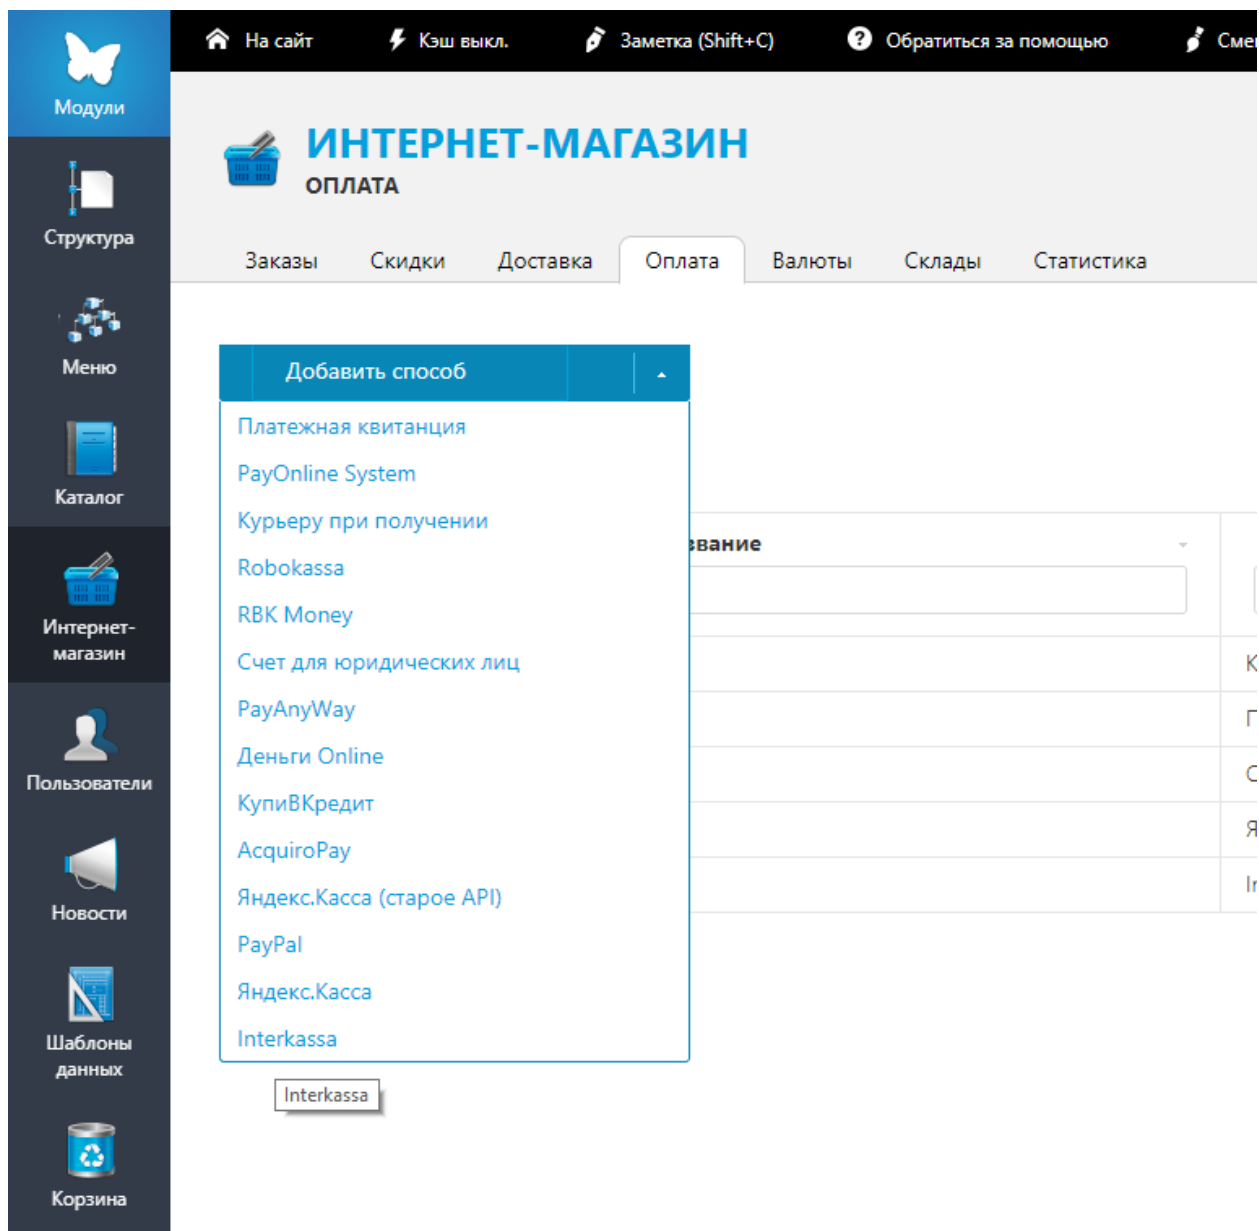 На сайт
Кэш выкл.
Заметка (Shift+C)
Обратиться за помощью
Модули
ИНТЕРНЕТ-МАГАЗИН
ОПЛАТА
Структура
Заказы
Скидки
Доставка
Оплата
Валюты
Склады
Статистика
Меню
Добавить способ
Платежная квитанция
PayOnline System
Каталог
Курьеру при получении
Robokassa
RBK Money
Интернет-
магазин
Счет для юридических лиц
PayAnyWay
Деньги Online
Пользователи
КупиВКредит
AcquiroPay
Яндекс.Касса (старое API)
Новости
PayPal
Яндекс.Касса
Interkassa
Шаблоны
данных
Interkassa
Корзина